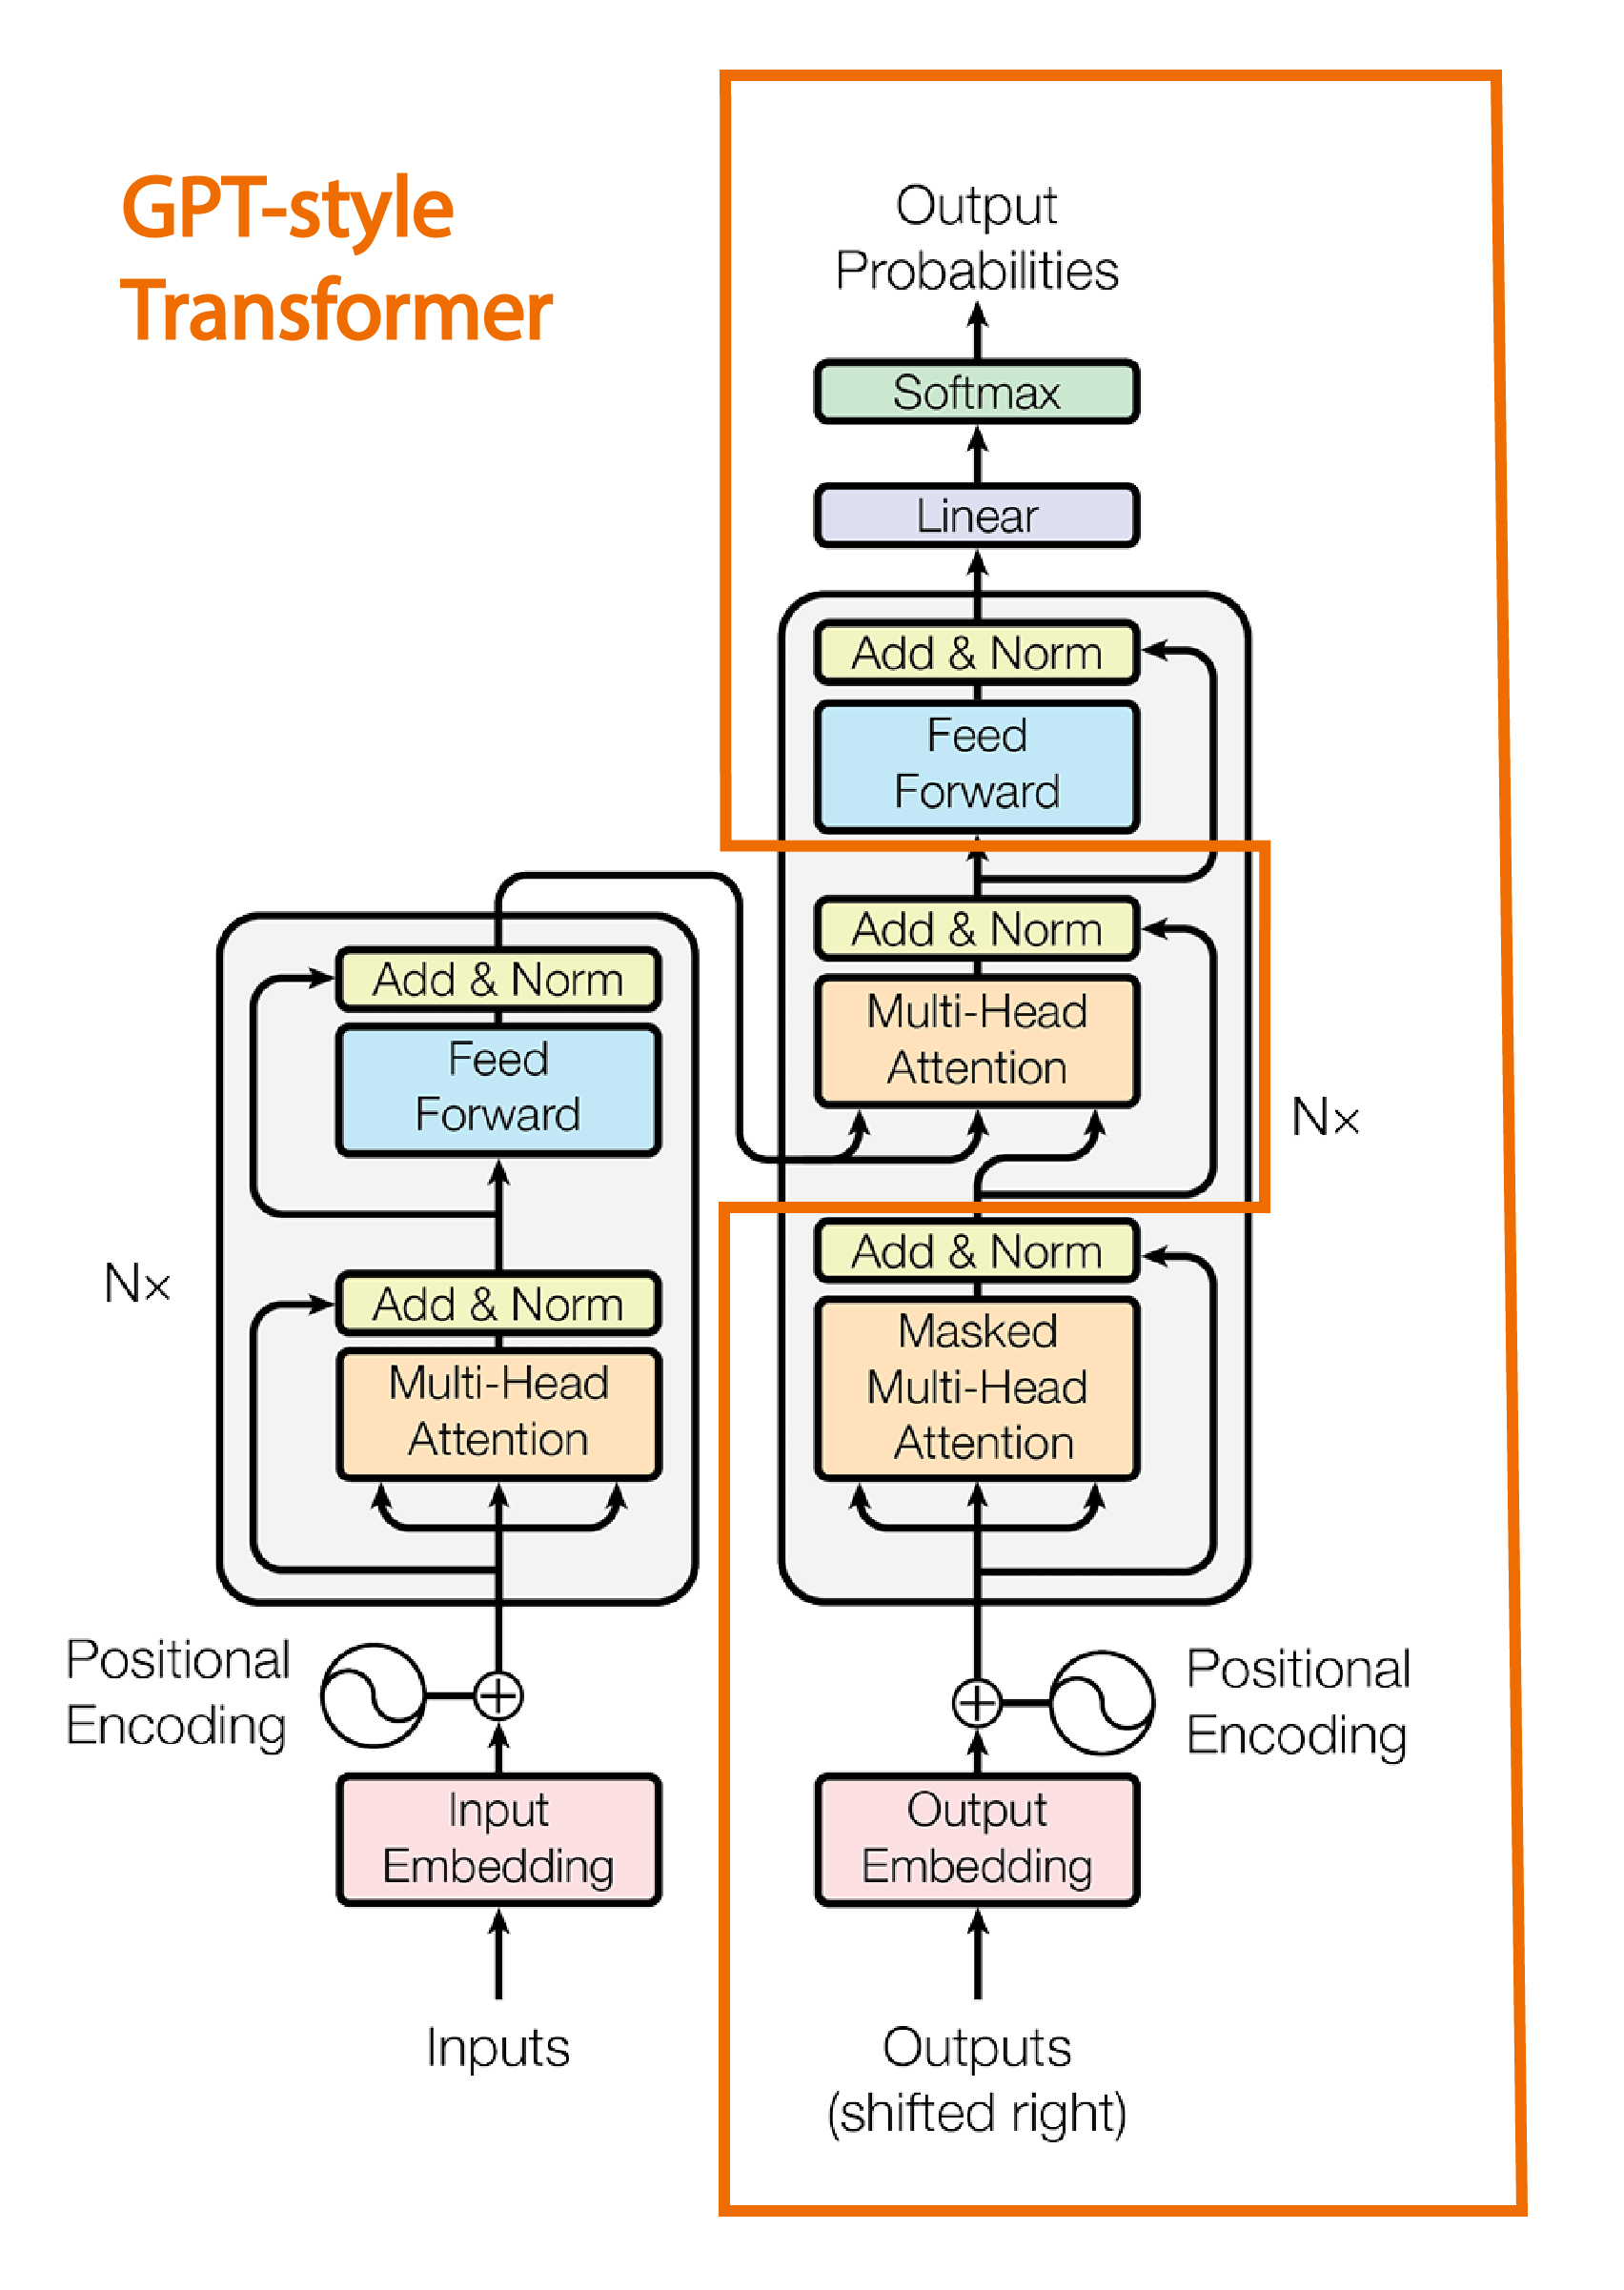 GPT-style
Transformer
Output
Probabilities
Softmax
Linear
Add & Norm
Feed
Forward
Add & Norm
Multi-Head
Attention
N×
Add & Norm
Masked
Multi-Head
Attention
Positional
Encoding
Output
Embedding
Outputs
(shifted right)
Add & Norm
Feed
Forward
N×
Add & Norm
Multi-Head
Attention
Positional
Encoding
Input
Embedding
Inputs